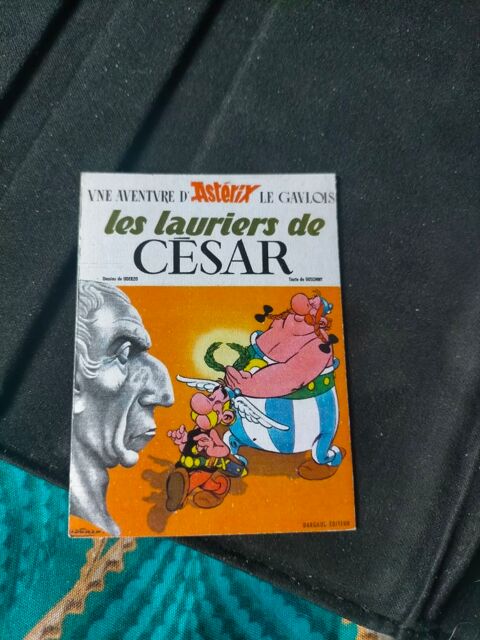 VNE AVENTVRE D'Astérix LE GAVLOIS
les lauriers de
CÉSAR
Dessins de UDERZO Texte de GOSCINNY
DARGAUD ÉDITEUR